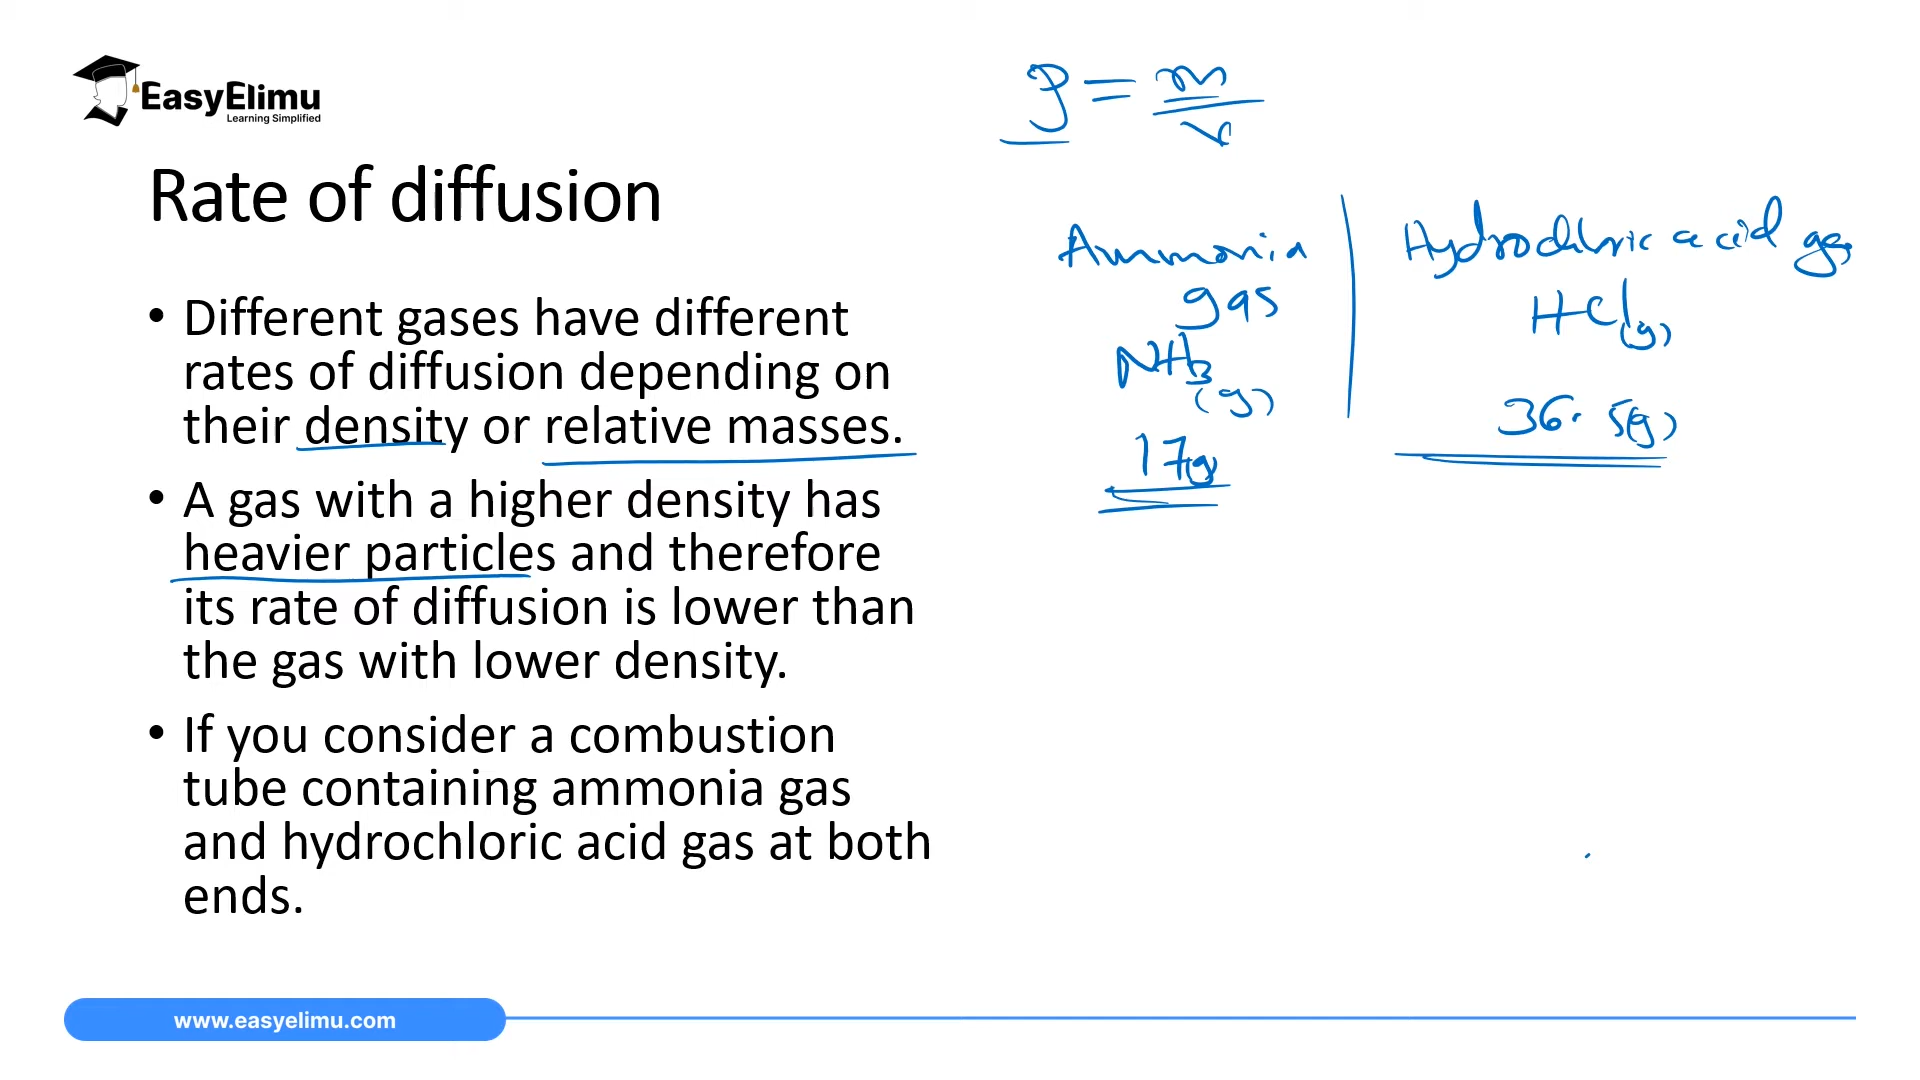 EasyElimu
Learning Simplified
Rate of diffusion
• Different gases have different
rates of diffusion depending on
their density or relative masses.
• A gas with a higher density has
heavier particles and therefore
its rate of diffusion is lower than
the gas with lower density.
• If you consider a combustion
tube containing ammonia gas
and hydrochloric acid gas at both
ends.
ρ = m
v
Ammonia
gas
NH3
(g)
17g
Hydrochloric acid gas
HCl(g)
36.5(g)
www.easyelimu.com